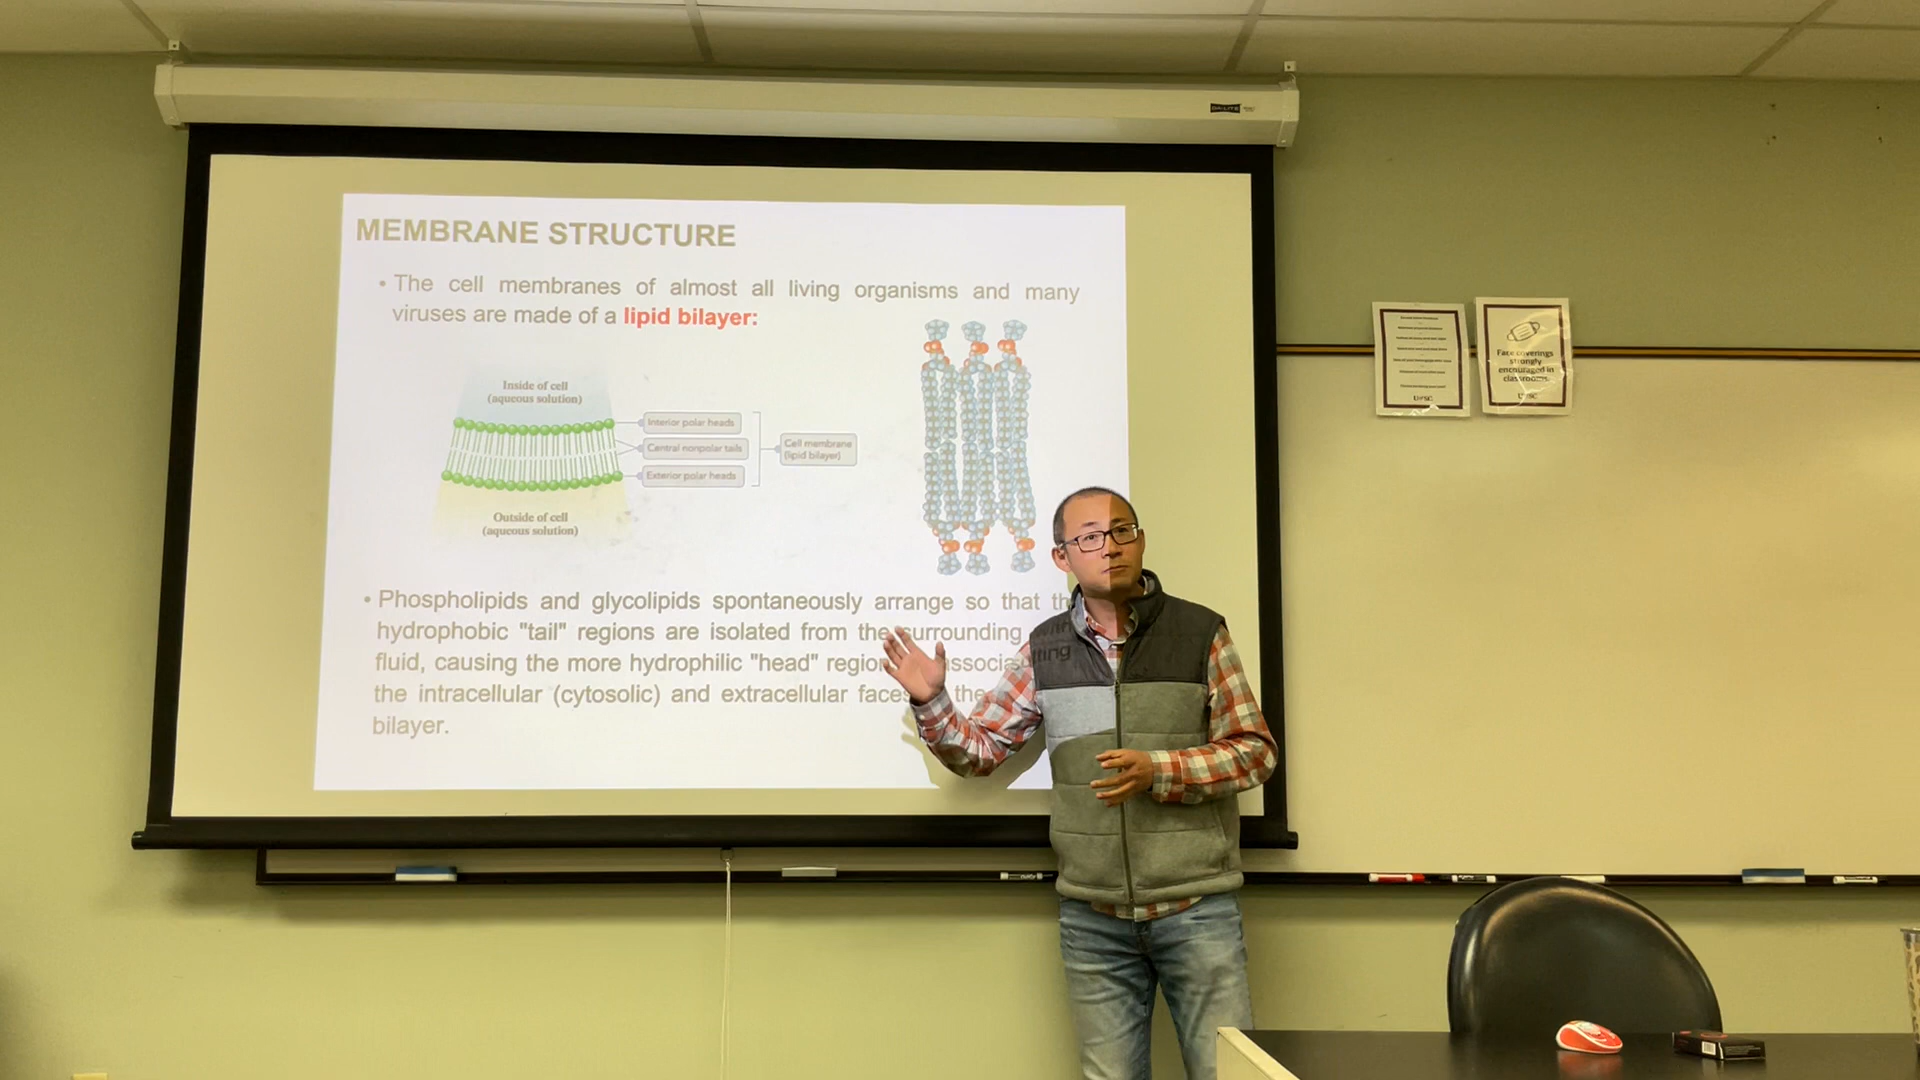 DA-LITE
MEMBRANE STRUCTURE
• The cell membranes of almost all living organisms and many
viruses are made of a lipid bilayer:
Inside of cell
(aqueous solution)
Interior polar heads
Central nonpolar tails
Exterior polar heads
Cell membrane
(lipid bilayer)
Outside of cell
(aqueous solution)
• Phospholipids and glycolipids spontaneously arrange so that
hydrophobic "tail" regions are isolated from the surrounding
fluid, causing the more hydrophilic "head"
the intracellular (cytosolic) and extracellular faces
bilayer.
Face coverings
strongly
encouraged in
classrooms.